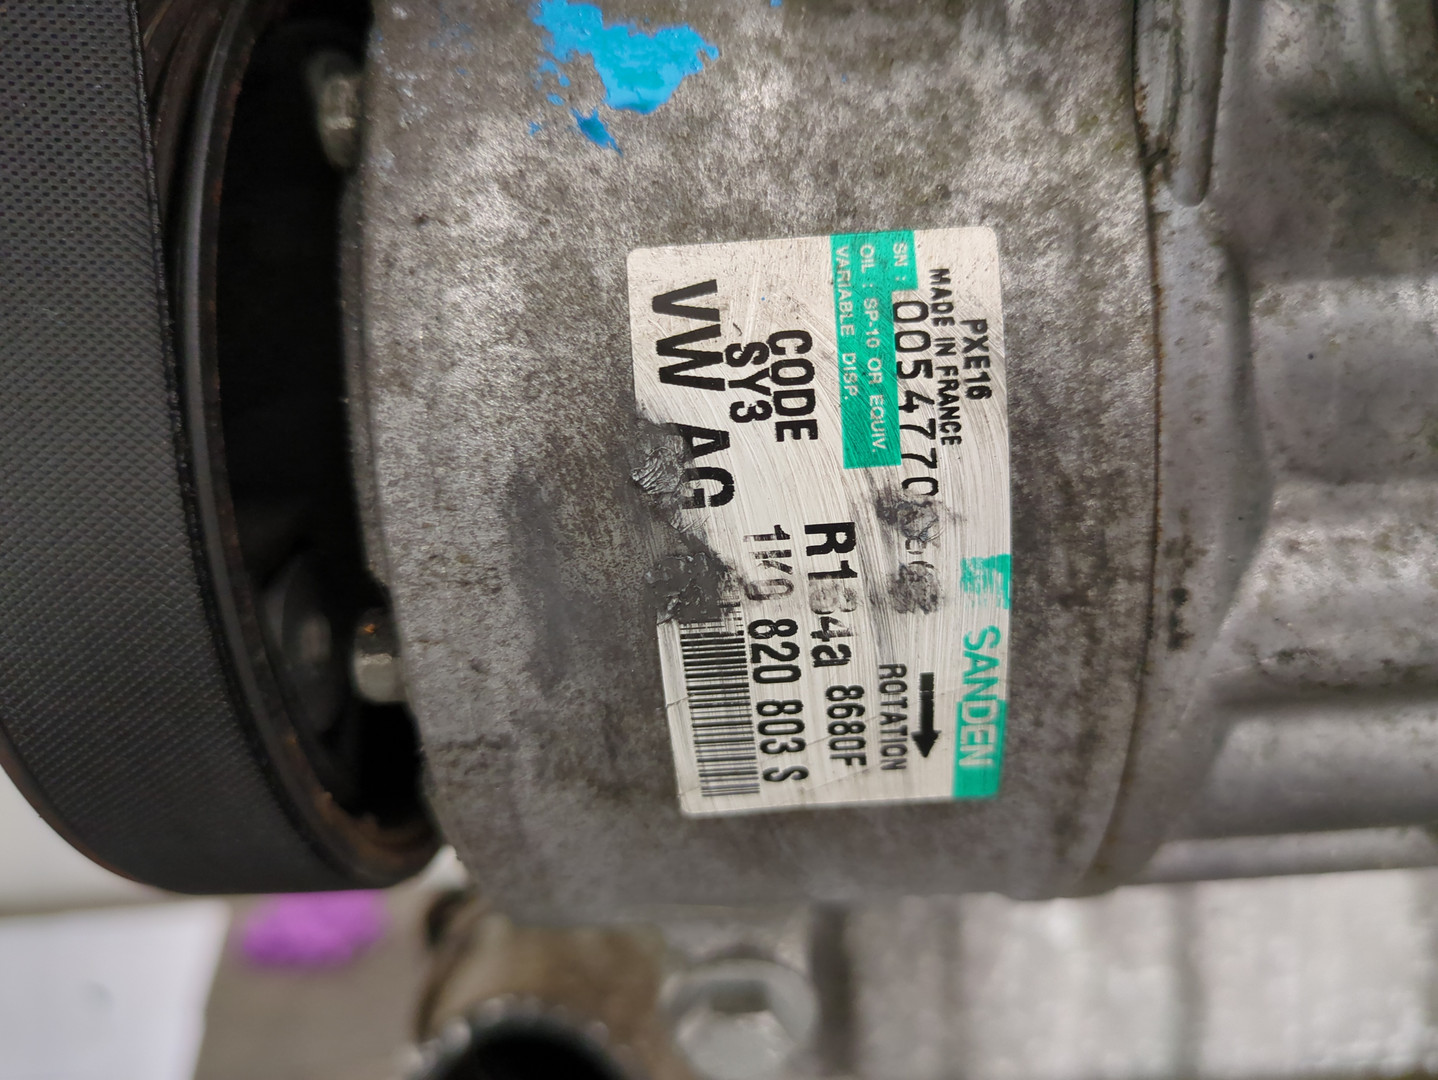 SANDEN
PXE16
MADE IN FRANCE
SN : 0054770
OIL : SP-10 OR EQUIV.
VARIABLE DISP.
ROTATION
CODE
SY3
R134a 8680F
VW AG
1K0 820 803 S